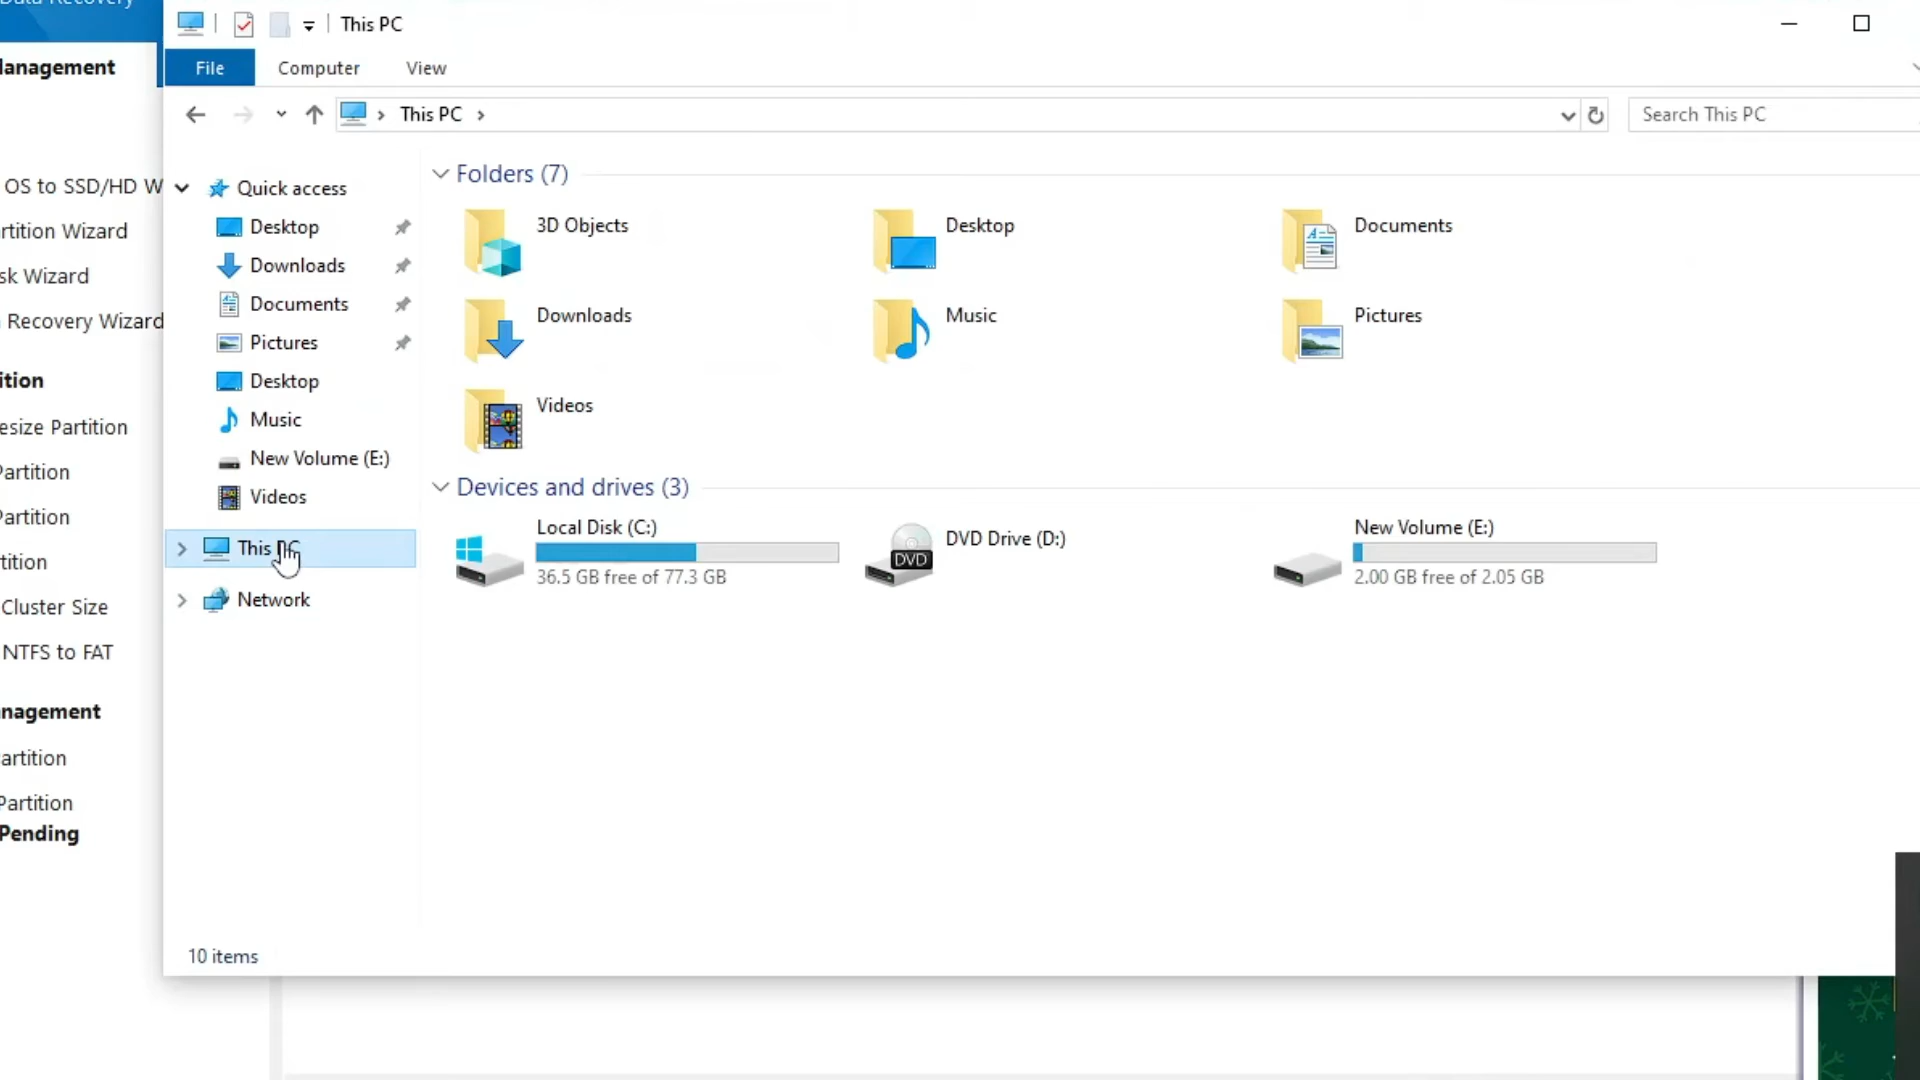 Data Recovery
This PC
anagement
File
Computer
View
This PC
Search This PC
OS to SSD/HD W
rtition Wizard
sk Wizard
Recovery Wizard
ition
esize Partition
Partition
Partition
tition
Cluster Size
NTFS to FAT
nagement
artition
Partition
Pending
Quick access
Desktop
Downloads
Documents
Pictures
Desktop
Music
New Volume (E:)
Videos
This PC
Network
Folders (7)
3D Objects
Desktop
Documents
Downloads
Music
Pictures
Videos
Devices and drives (3)
Local Disk (C:)
36.5 GB free of 77.3 GB
DVD Drive (D:)
DVD
New Volume (E:)
2.00 GB free of 2.05 GB
10 items